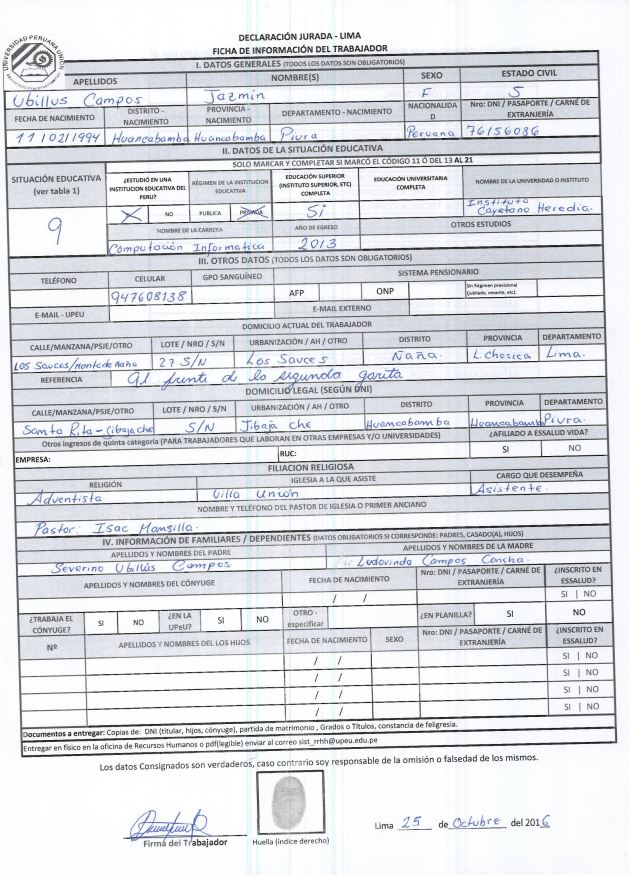 UNIVERSIDAD PERUANA UNION
DECLARACIÓN JURADA - LIMA
FICHA DE INFORMACIÓN DEL TRABAJADOR
I. DATOS GENERALES (TODOS LOS DATOS SON OBLIGATORIOS)
APELLIDOS NOMBRE(S) SEXO ESTADO CIVIL
Ubillus Campos Jazmín F S
FECHA DE NACIMIENTO DISTRITO - NACIMIENTO PROVINCIA - NACIMIENTO DEPARTAMENTO - NACIMIENTO NACIONALIDAD Nro: DNI / PASAPORTE / CARNÉ DE EXTRANJERÍA
11/02/1994 Huancabamba Huancabamba Piura Peruana 76156086
II. DATOS DE LA SITUACIÓN EDUCATIVA
SOLO MARCAR Y COMPLETAR SI MARCÓ EL CÓDIGO 11 Ó DEL 13 AL 21
SITUACIÓN EDUCATIVA (ver tabla 1) ¿ESTUDIÓ EN UNA INSTITUCION EDUCATIVA DEL PERU? RÉGIMEN DE LA INSTITUCION EDUCATIVA EDUCACIÓN SUPERIOR (INSTITUTO SUPERIOR, ETC) COMPLETA EDUCACIÓN UNIVERSITARIA COMPLETA NOMBRE DE LA UNIVERSIDAD O INSTITUTO
9 NO PUBLICA PRIVADA Si Instituto Cayetano Heredia.
NOMBRE DE LA CARRETA AÑO DE EGRESO OTROS ESTUDIOS
Computación Informatica 2013
III. OTROS DATOS (TODOS LOS DATOS SON OBLIGATORIOS)
TELÉFONO CELULAR GPO SANGUÍNEO SISTEMA PENSIONARIO
947608138 AFP ONP Sin Régimen previsional (Jubilado, cesante, etc).
E-MAIL - UPEU E-MAIL EXTERNO
DOMICILIO ACTUAL DEL TRABAJADOR
CALLE/MANZANA/PSJE/OTRO LOTE / NRO / S/N URBANIZACIÓN / AH / OTRO DISTRITO PROVINCIA DEPARTAMENTO
Los Sauces/Monte de Ñaña 27 S/N Los Sauces Ñaña. L. Chosica Lima.
REFERENCIA al frente de la segunda garita
DOMICILIO LEGAL (SEGÚN DNI)
CALLE/MANZANA/PSJE/OTRO LOTE / NRO / S/N URBANIZACIÓN / AH / OTRO DISTRITO PROVINCIA DEPARTAMENTO
Santa Rita-Jibajache S/N Jibaja che Huancabamba Huancabamba Piura.
Otros ingresos de quinta categoría (PARA TRABAJADORES QUE LABORAN EN OTRAS EMPRESAS Y/O UNIVERSIDADES) ¿AFILIADO A ESSALUD VIDA?
EMPRESA: RUC: SI NO
FILIACION RELIGIOSA
RELIGIÓN IGLESIA A LA QUE ASISTE CARGO QUE DESEMPEÑA
Adventista Villa Unión Asistente.
NOMBRE Y TELÉFONO DEL PASTOR DE IGLESIA O PRIMER ANCIANO
Pastor: Isac Mansilla.
IV. INFORMACIÓN DE FAMILIARES / DEPENDIENTES (DATOS OBLIGATORIOS SI CORRESPONDE: PADRES, CASADO(A), HIJOS)
APELLIDOS Y NOMBRES DEL PADRE APELLIDOS Y NOMBRES DE LA MADRE
Severino Ubillús Campos Ludovinda Campos Concha
APELLIDOS Y NOMBRES DEL CÓNYUGE FECHA DE NACIMIENTO Nro: DNI / PASAPORTE / CARNÉ DE EXTRANJERÍA ¿INSCRITO EN ESSALUD?
/ / SI | NO
¿TRABAJA EL CÓNYUGE? SI NO ¿EN LA UPeU? SI NO OTRO - especificar ¿EN PLANILLA? SI NO
Nº APELLIDOS Y NOMBRES DE LOS HIJOS FECHA DE NACIMIENTO SEXO Nro: DNI / PASAPORTE / CARNÉ DE EXTRANJERÍA ¿INSCRITO EN ESSALUD?
/ / SI | NO
/ / SI | NO
/ / SI | NO
/ / SI | NO
Documentos a entregar: Copias de: DNI (titular, hijos, cónyuge), partida de matrimonio , Grados o Títulos, constancia de feligresia.
Entregar en físico en la oficina de Recursos Humanos o pdf(legible) enviar al correo sist_rrhh@upeu.edu.pe
Los datos Consignados son verdaderos, caso contrario soy responsable de la omisión o falsedad de los mismos.
Lima 25 de Octubre del 2016
Firma del Trabajador Huella (índice derecho)